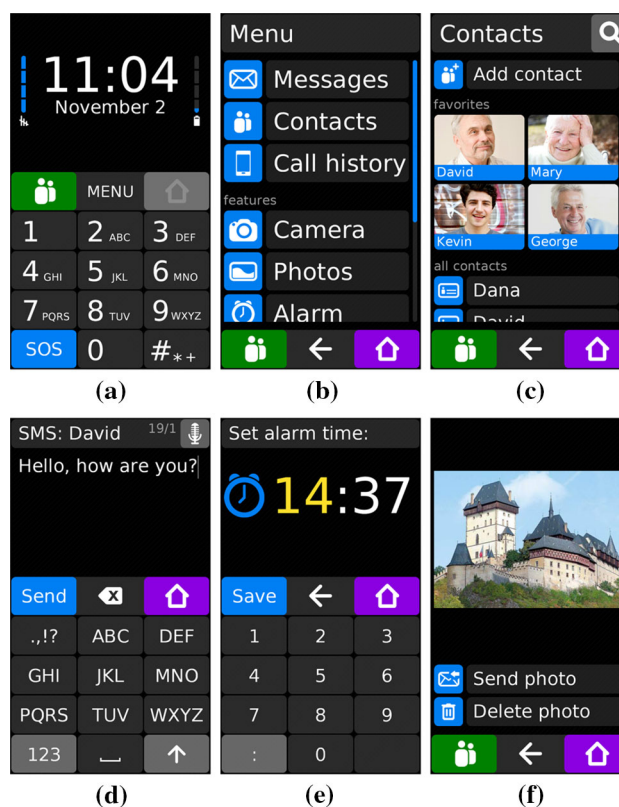 11:04
November 2
MENU
1 2 ABC 3 DEF
4 GHI 5 JKL 6 MNO
7 PQRS 8 TUV 9 WXYZ
SOS 0 #*+
(a)
Menu
Messages
Contacts
Call history
features
Camera
Photos
Alarm
(b)
Contacts
Add contact
favorites
David Mary
Kevin George
all contacts
Dana
David
(c)
SMS: David 19/1
Hello, how are you?
Send
.,!? ABC DEF
GHI JKL MNO
PQRS TUV WXYZ
123
(d)
Set alarm time:
14:37
Save
1 2 3
4 5 6
7 8 9
: 0
(e)
Send photo
Delete photo
(f)